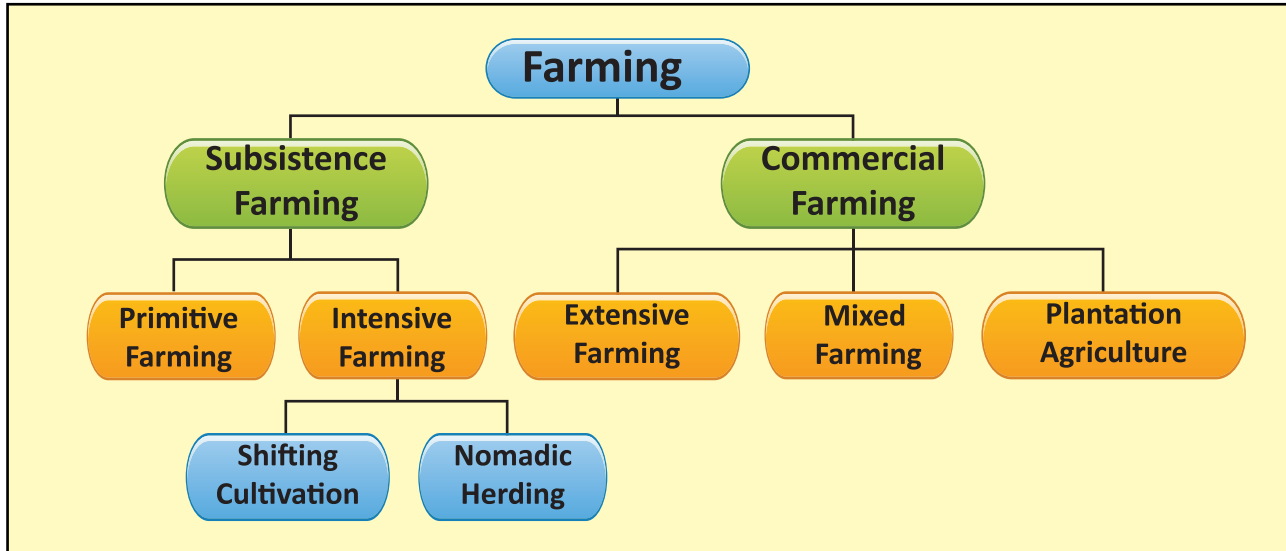 Farming
Subsistence
Farming
Commercial
Farming
Primitive
Farming
Intensive
Farming
Extensive
Farming
Mixed
Farming
Plantation
Agriculture
Shifting
Cultivation
Nomadic
Herding